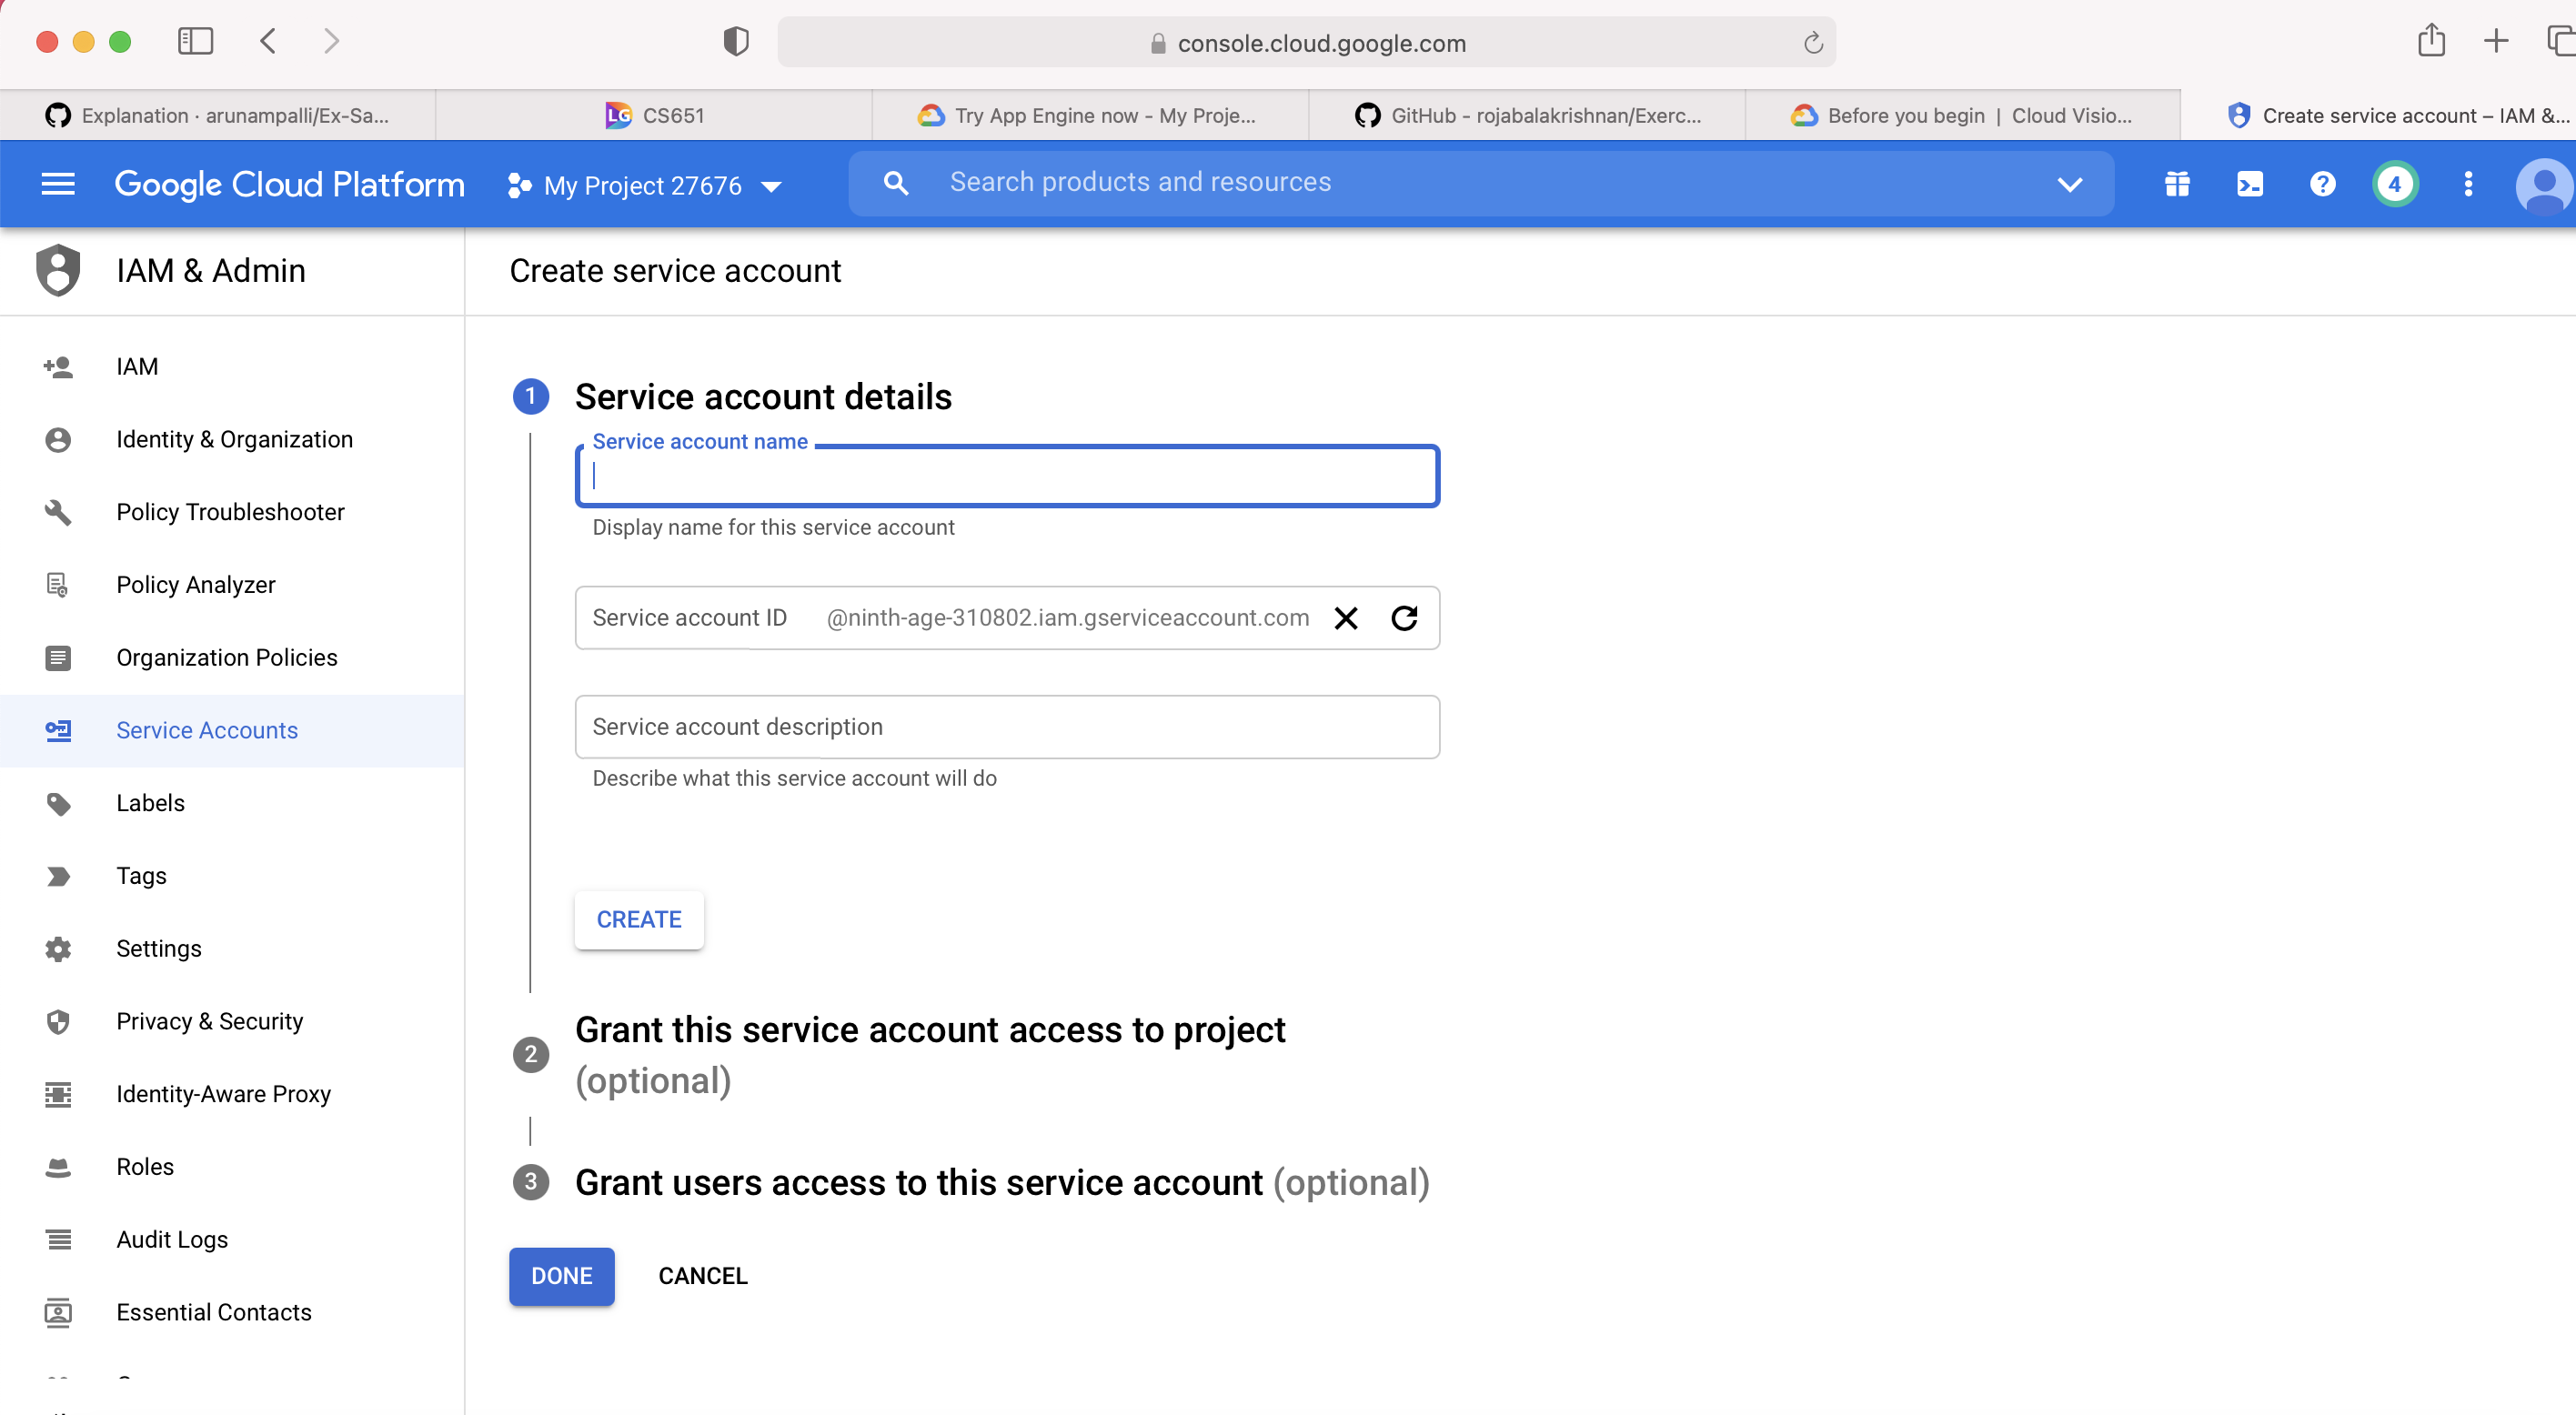 console.cloud.google.com
Explanation · arunampalli/Ex-Sa...
LG CS651
Try App Engine now - My Proje...
GitHub - rojabalakrishnan/Exerc...
Before you begin | Cloud Visio...
Create service account – IAM &...
Google Cloud Platform
My Project 27676
Search products and resources
4
IAM & Admin
Create service account
IAM
Identity & Organization
Policy Troubleshooter
Policy Analyzer
Organization Policies
Service Accounts
Labels
Tags
Settings
Privacy & Security
Identity-Aware Proxy
Roles
Audit Logs
Essential Contacts
1 Service account details
Service account name
Display name for this service account
Service account ID @ninth-age-310802.iam.gserviceaccount.com
Service account description
Describe what this service account will do
CREATE
2 Grant this service account access to project
(optional)
3 Grant users access to this service account (optional)
DONE CANCEL